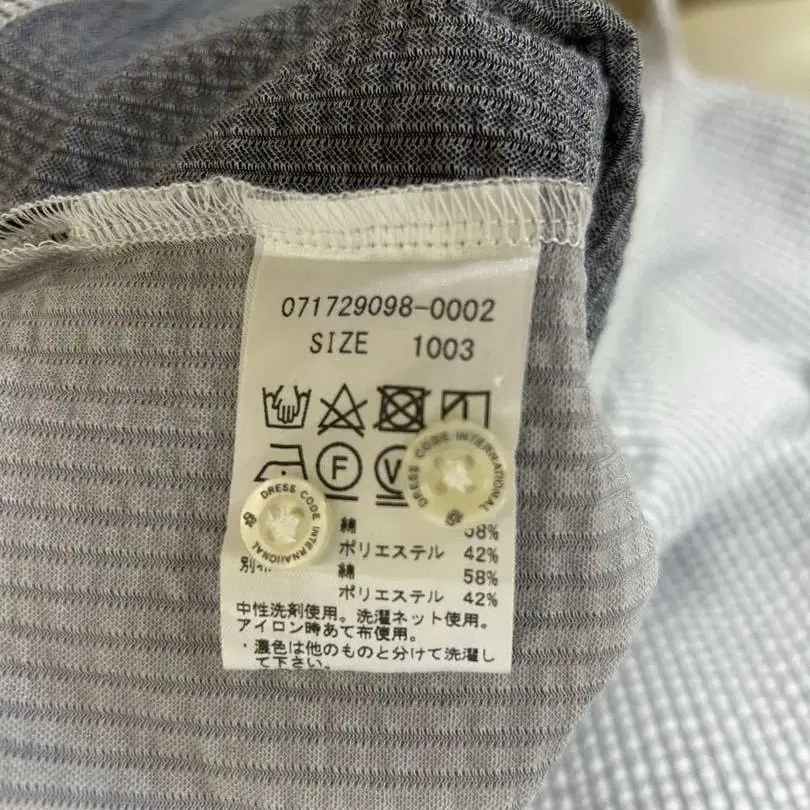 071729098-0002
SIZE 1003
F V
DRESS CODE INTERNATIONAL
DRESS CODE INTERNATIONAL
綿 58%
ポリエステル 42%
綿 58%
ポリエステル 42%
中性洗剤使用。洗濯ネット使用。
アイロン時あて布使用。
・濃色は他のものと分けて洗濯し
て下さい。